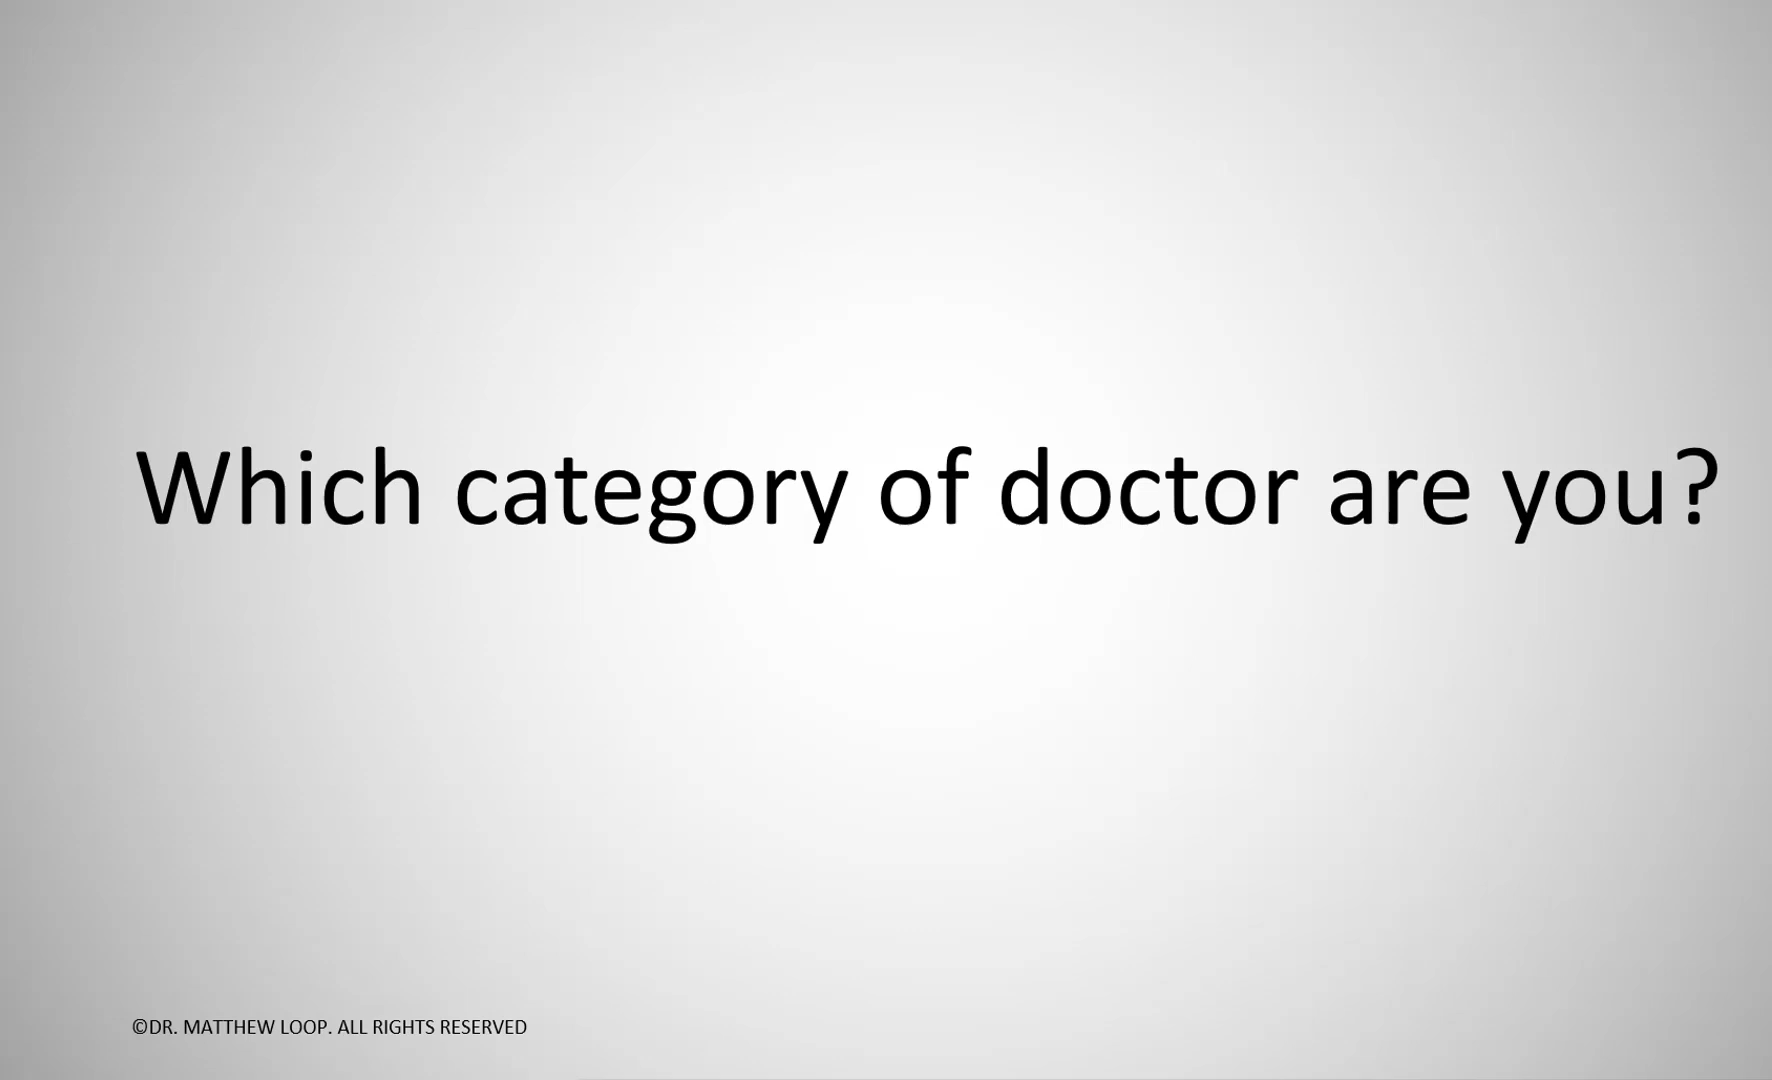 Which category of doctor are you?
©DR. MATTHEW LOOP. ALL RIGHTS RESERVED